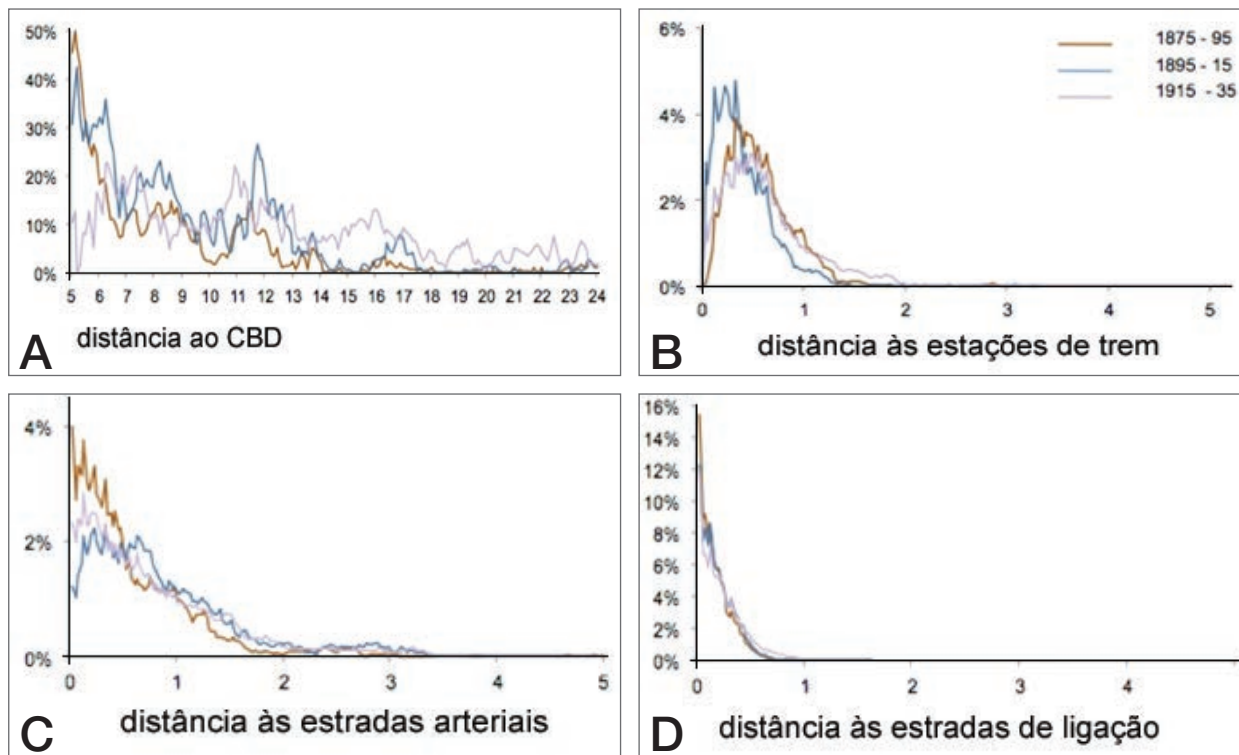 50%
40%
30%
20%
10%
0%
5 6 7 8 9 10 11 12 13 14 15 16 17 18 19 20 21 22 23 24
A distância ao CBD
6%
4%
2%
0%
0 1 2 3 4 5
1875 - 95
1895 - 15
1915 - 35
B distância às estações de trem
4%
2%
0%
0 1 2 3 4 5
C distância às estradas arteriais
16%
14%
12%
10%
8%
6%
4%
2%
0%
0 1 2 3 4
D distância às estradas de ligação